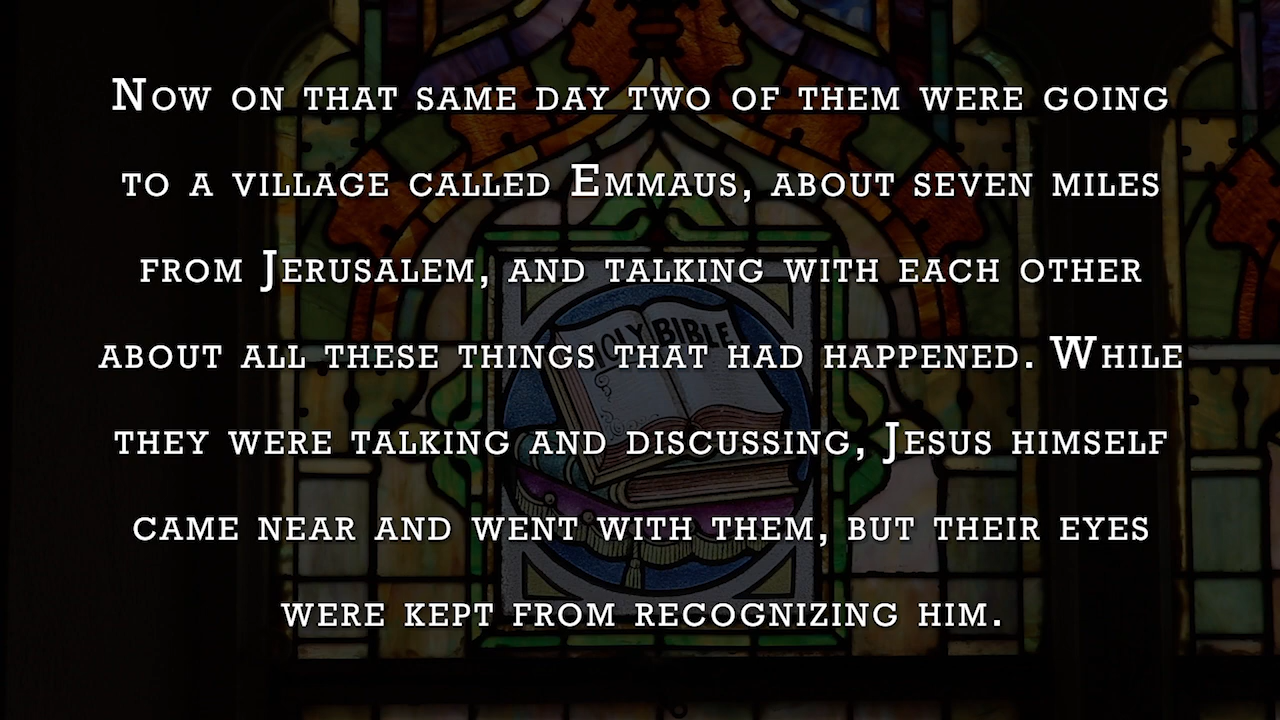 Now on that same day two of them were going
to a village called Emmaus, about seven miles
from Jerusalem, and talking with each other
about all these things that had happened. While
they were talking and discussing, Jesus himself
came near and went with them, but their eyes
were kept from recognizing him.
HOLY BIBLE